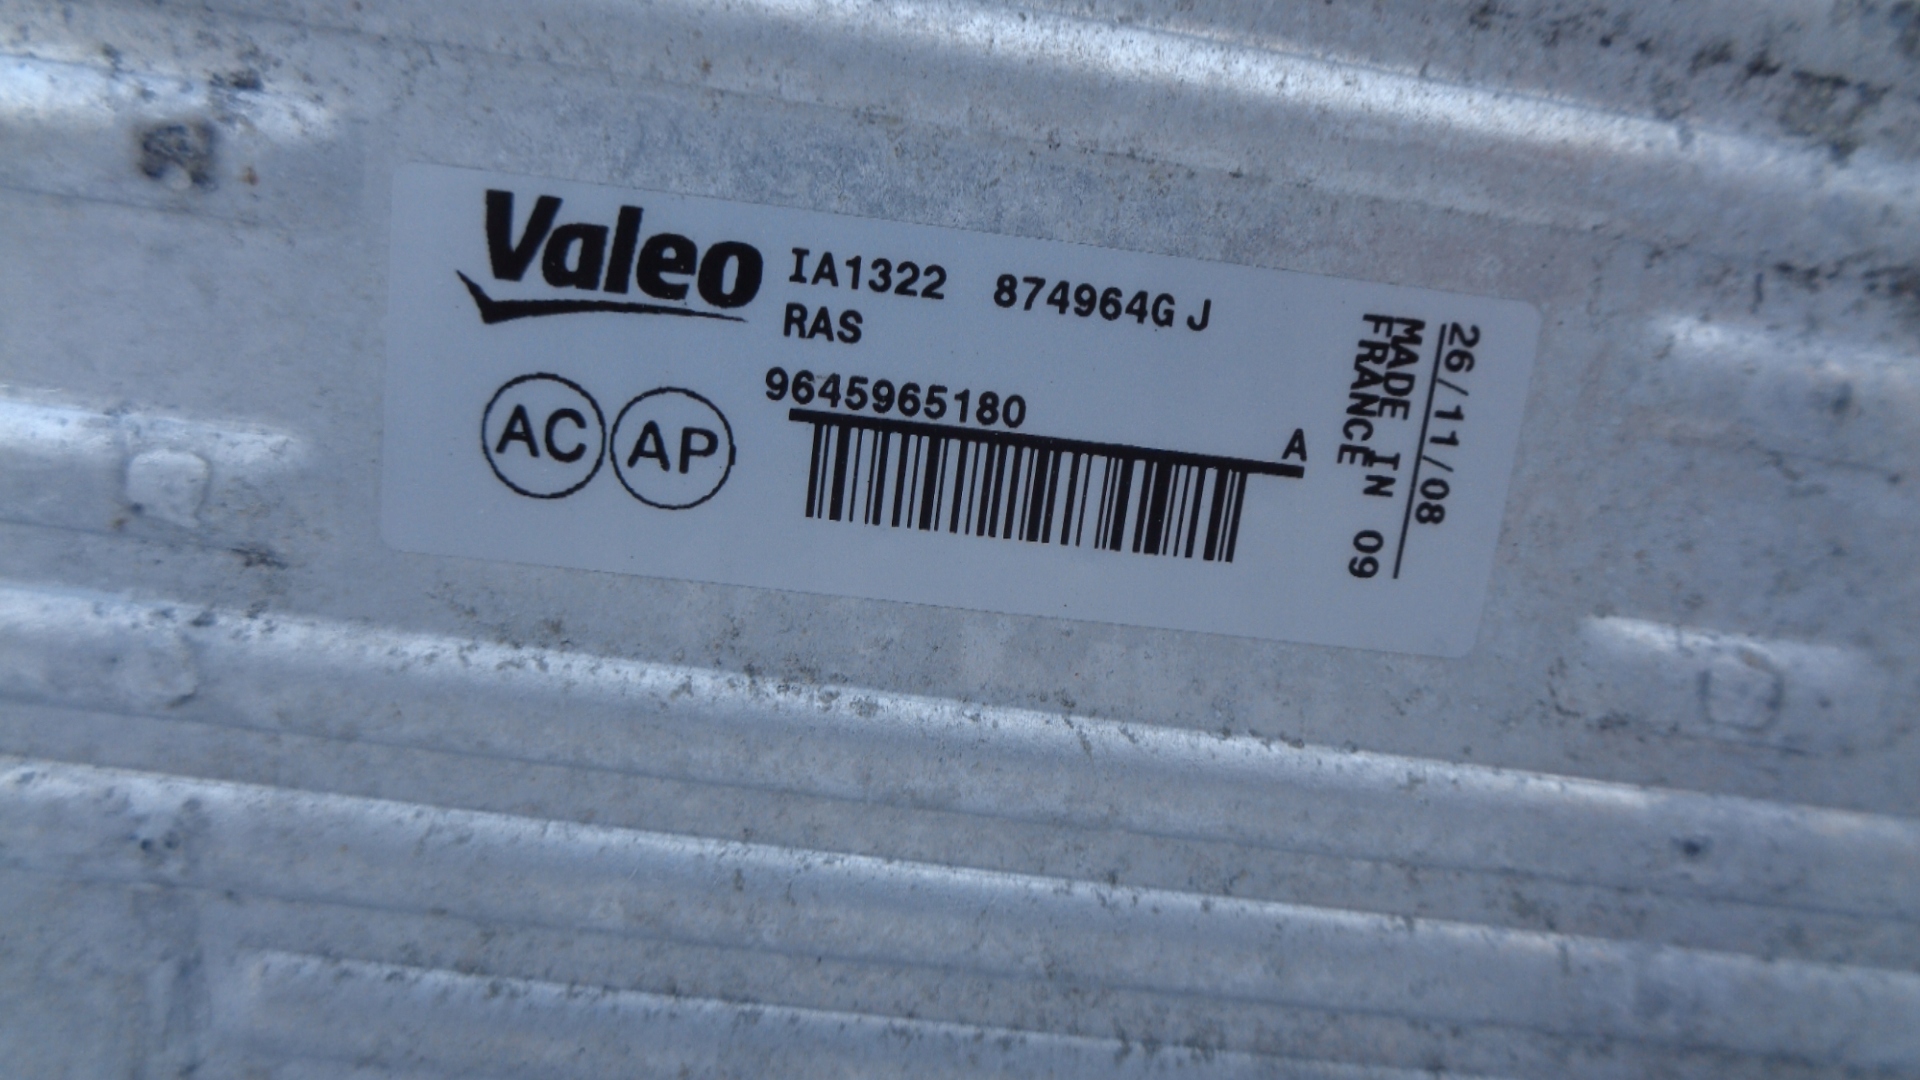 Valeo IA1322 874964G J
RAS
AC AP
9645965180
A
26/11/08
MADE IN 09
FRANCE